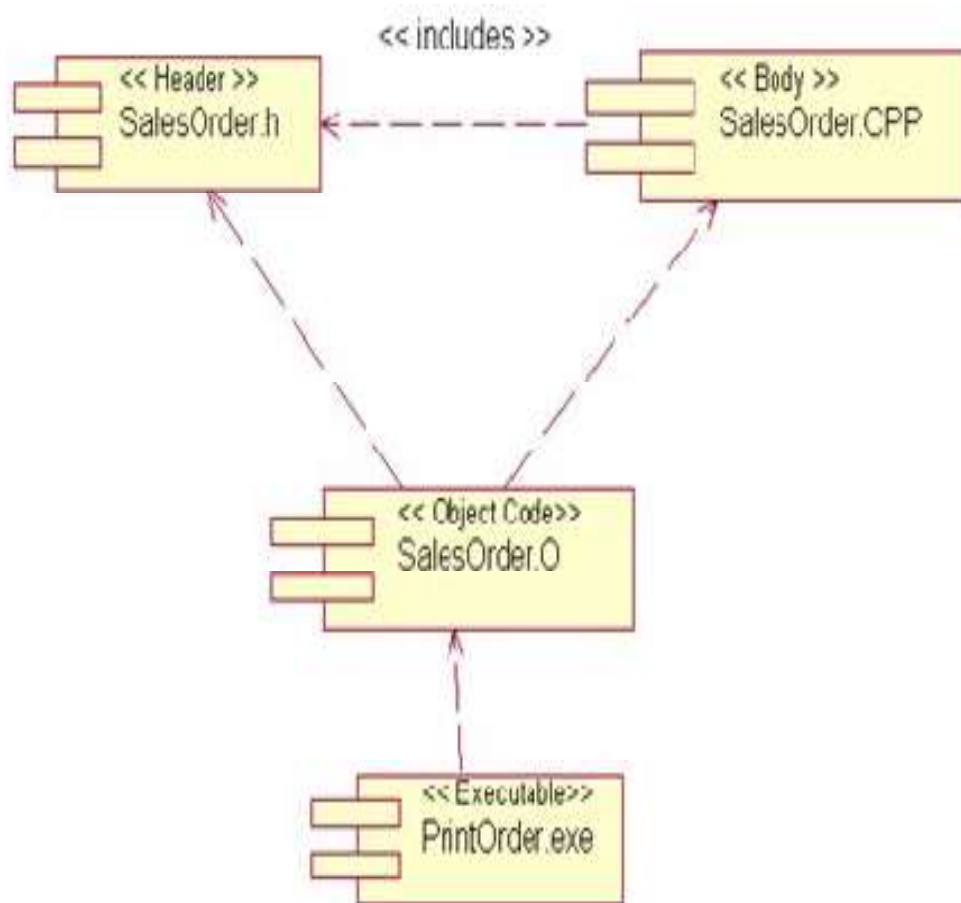 << includes >>
<< Header >>
SalesOrder.h
<< Body >>
SalesOrder.CPP
<< Object Code>>
SalesOrder.O
<<Executable>>
PrintOrder.exe